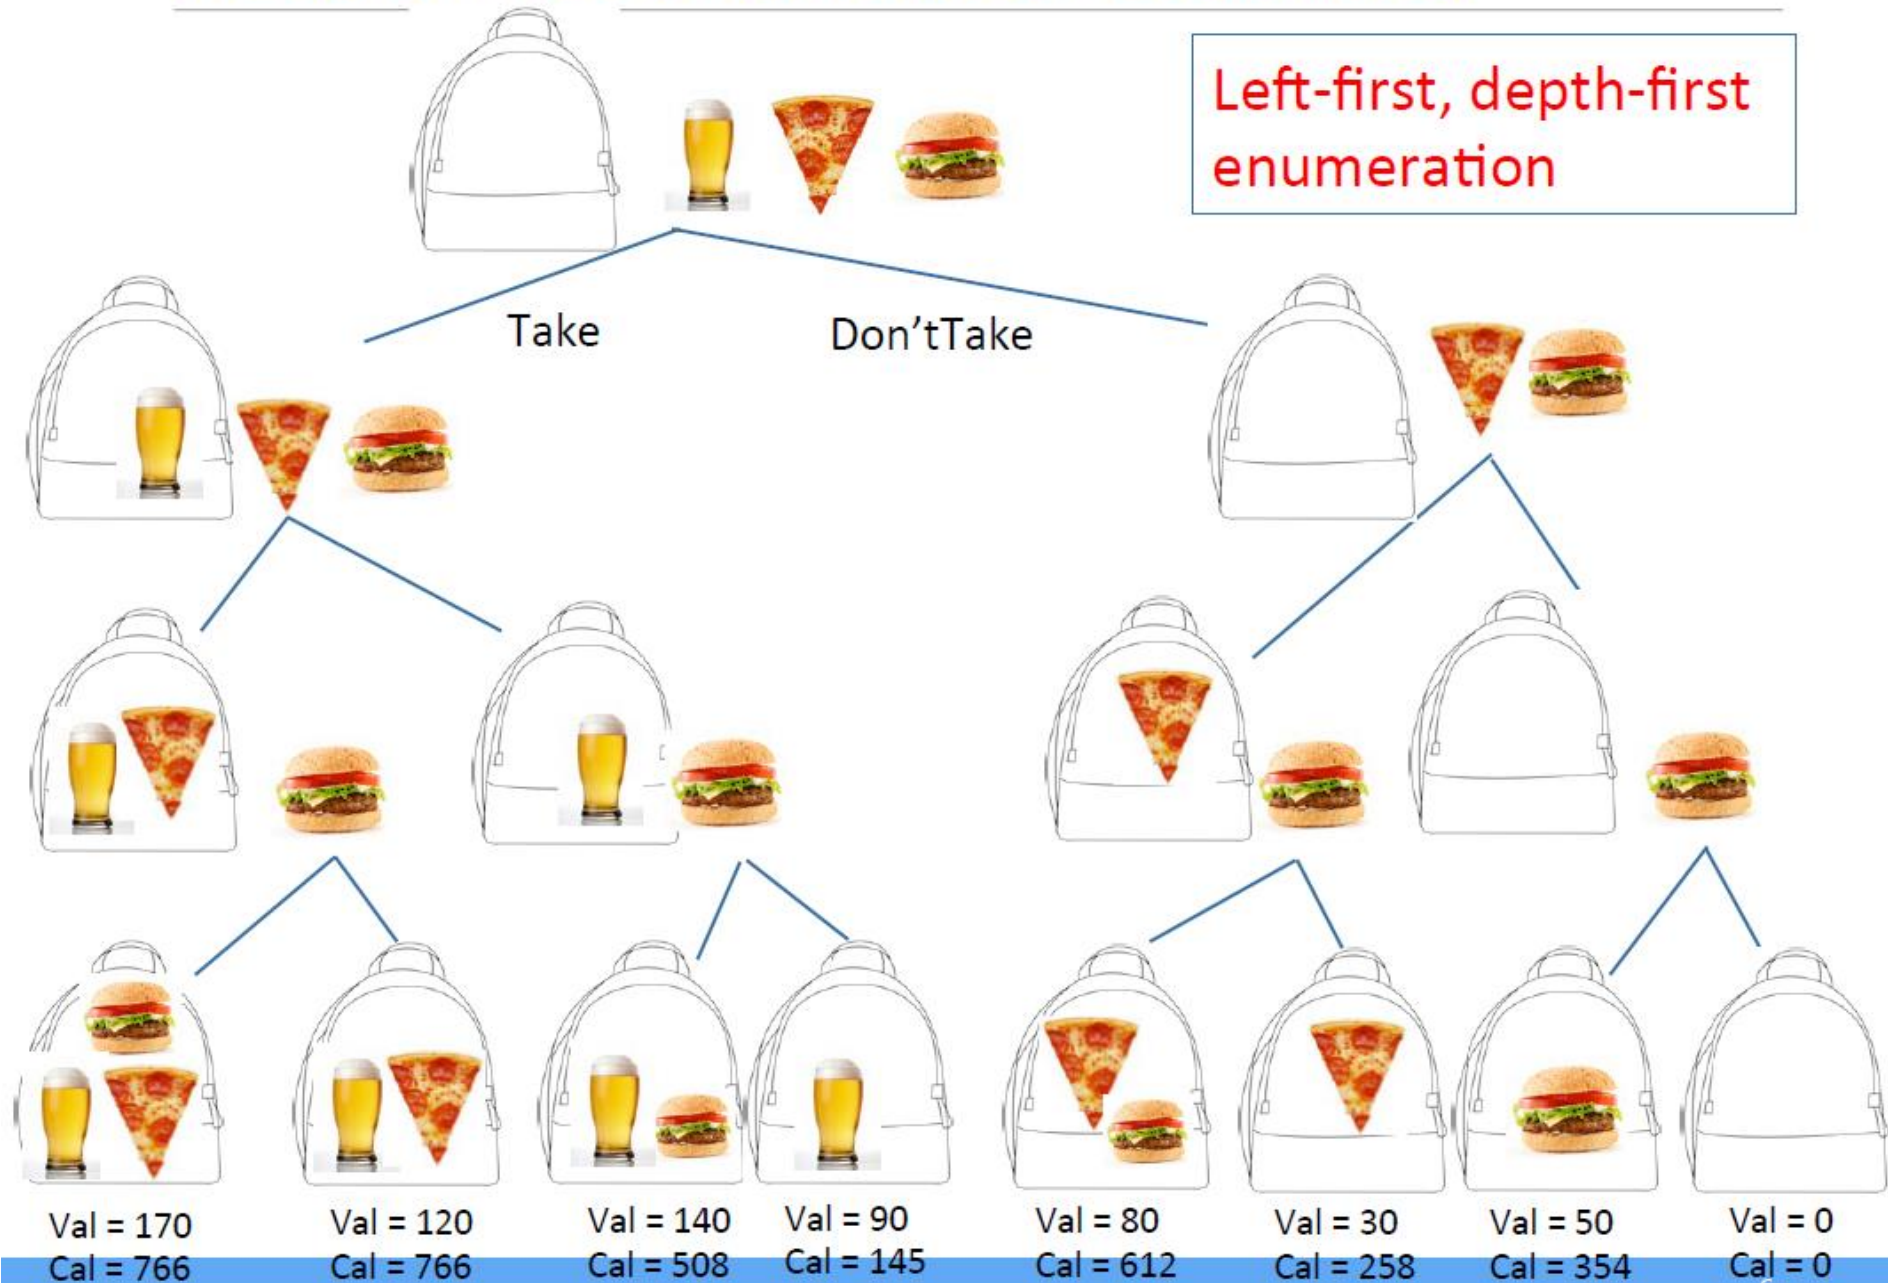 Left-first, depth-first
enumeration
Take
Don'tTake
Val = 170
Cal = 766
Val = 120
Cal = 766
Val = 140
Cal = 508
Val = 90
Cal = 145
Val = 80
Cal = 612
Val = 30
Cal = 258
Val = 50
Cal = 354
Val = 0
Cal = 0